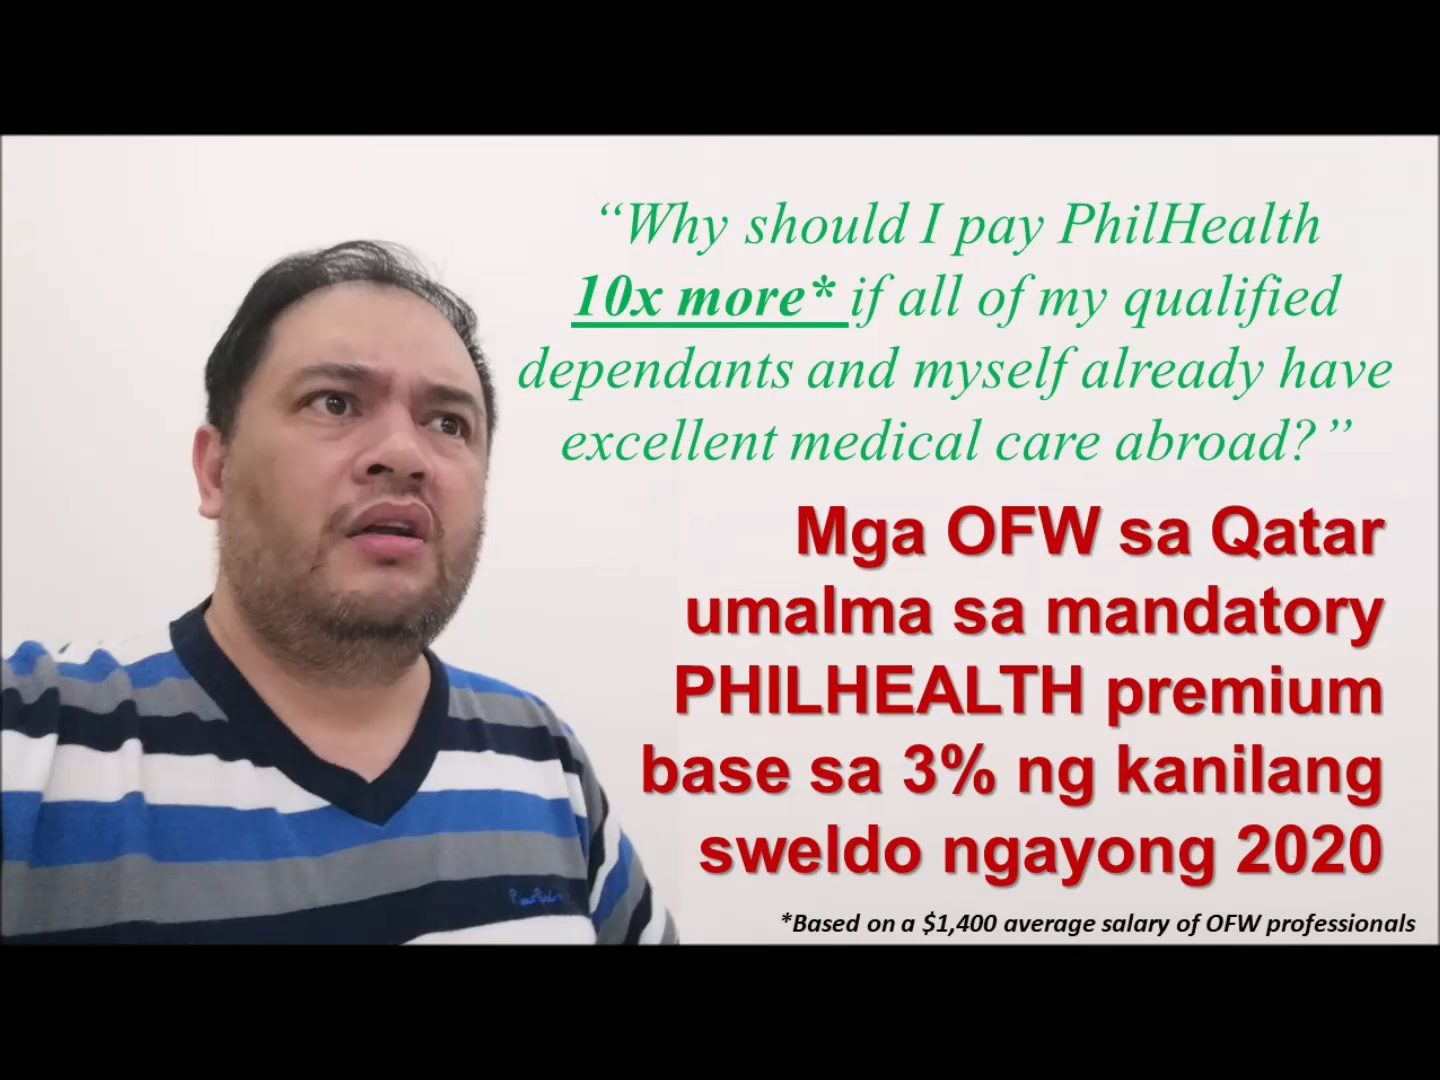 “Why should I pay PhilHealth
10x more* if all of my qualified
dependants and myself already have
excellent medical care abroad?”
Mga OFW sa Qatar
umalma sa mandatory
PHILHEALTH premium
base sa 3% ng kanilang
sweldo ngayong 2020
*Based on a $1,400 average salary of OFW professionals